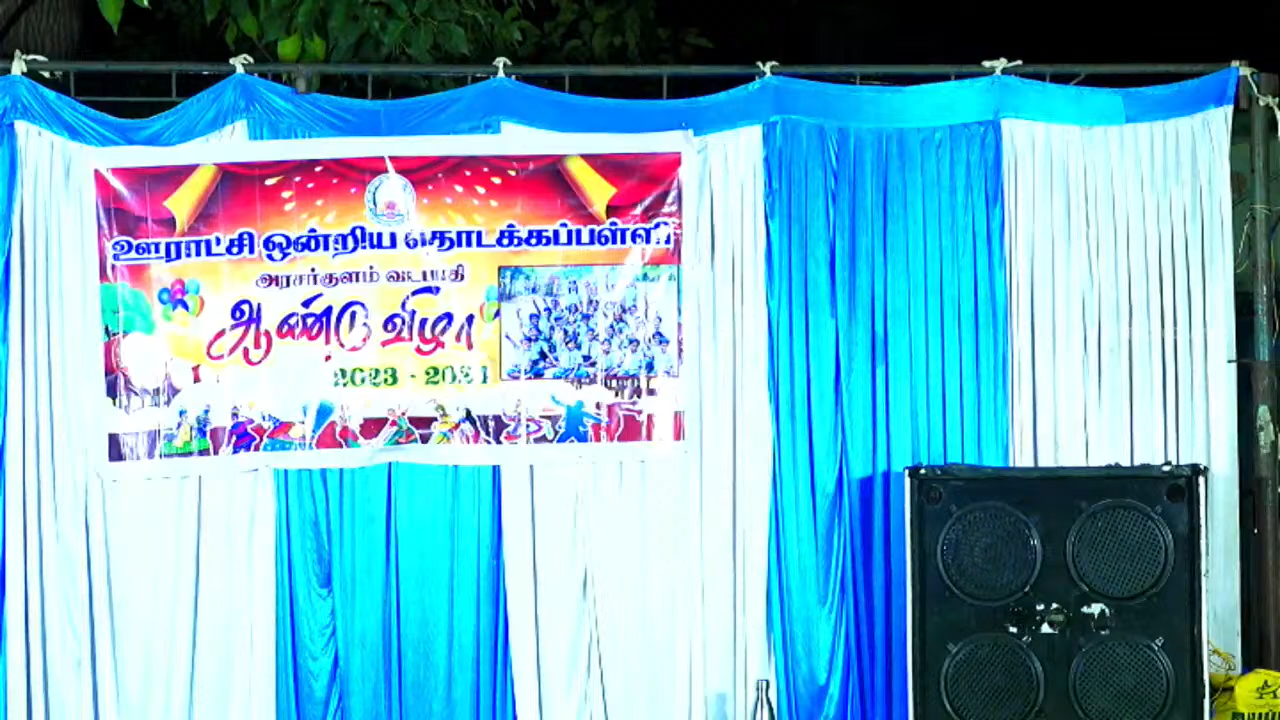 ஊராட்சி ஒன்றிய தொடக்கப்பள்ளி
அரசர்குளம் வடபாதி
ஆண்டு விழா
2023 - 2024